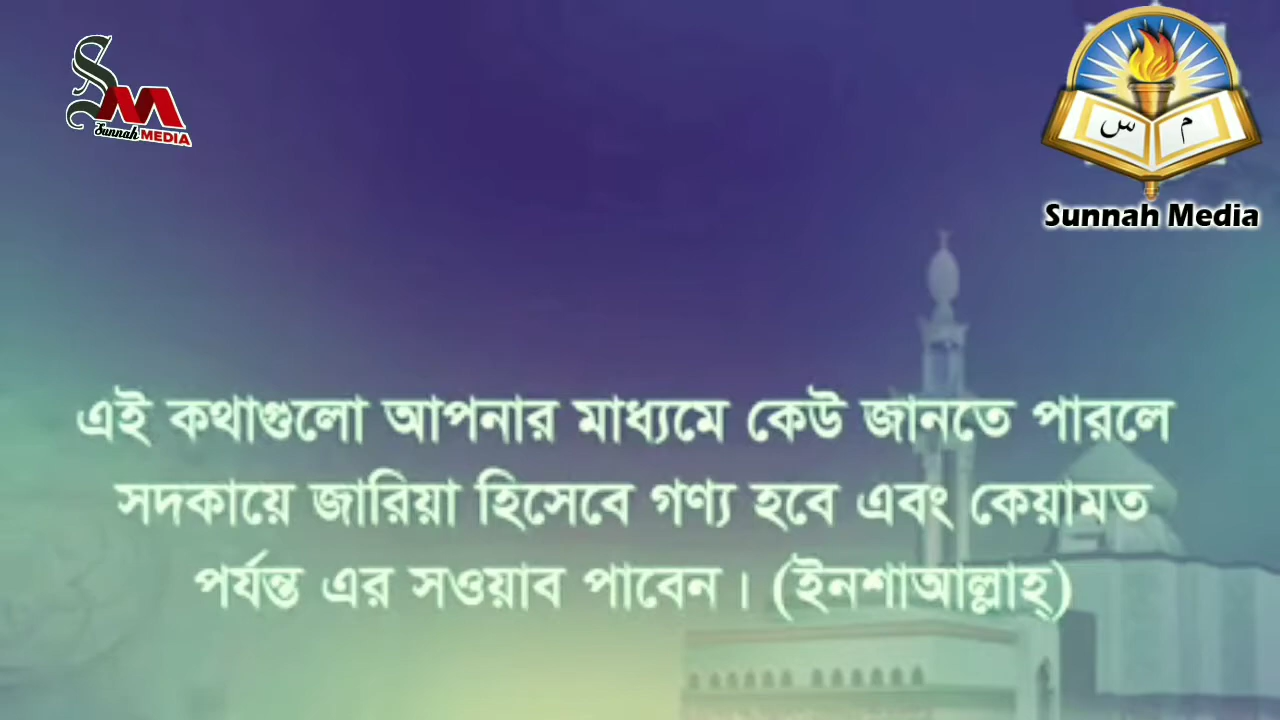 SM
Sunnah MEDIA
س م
Sunnah Media
এই কথাগুলো আপনার মাধ্যমে কেউ জানতে পারলে
সদকায়ে জারিয়া হিসেবে গণ্য হবে এবং কেয়ামত
পর্যন্ত এর সওয়াব পাবেন। (ইনশাআল্লাহ্)